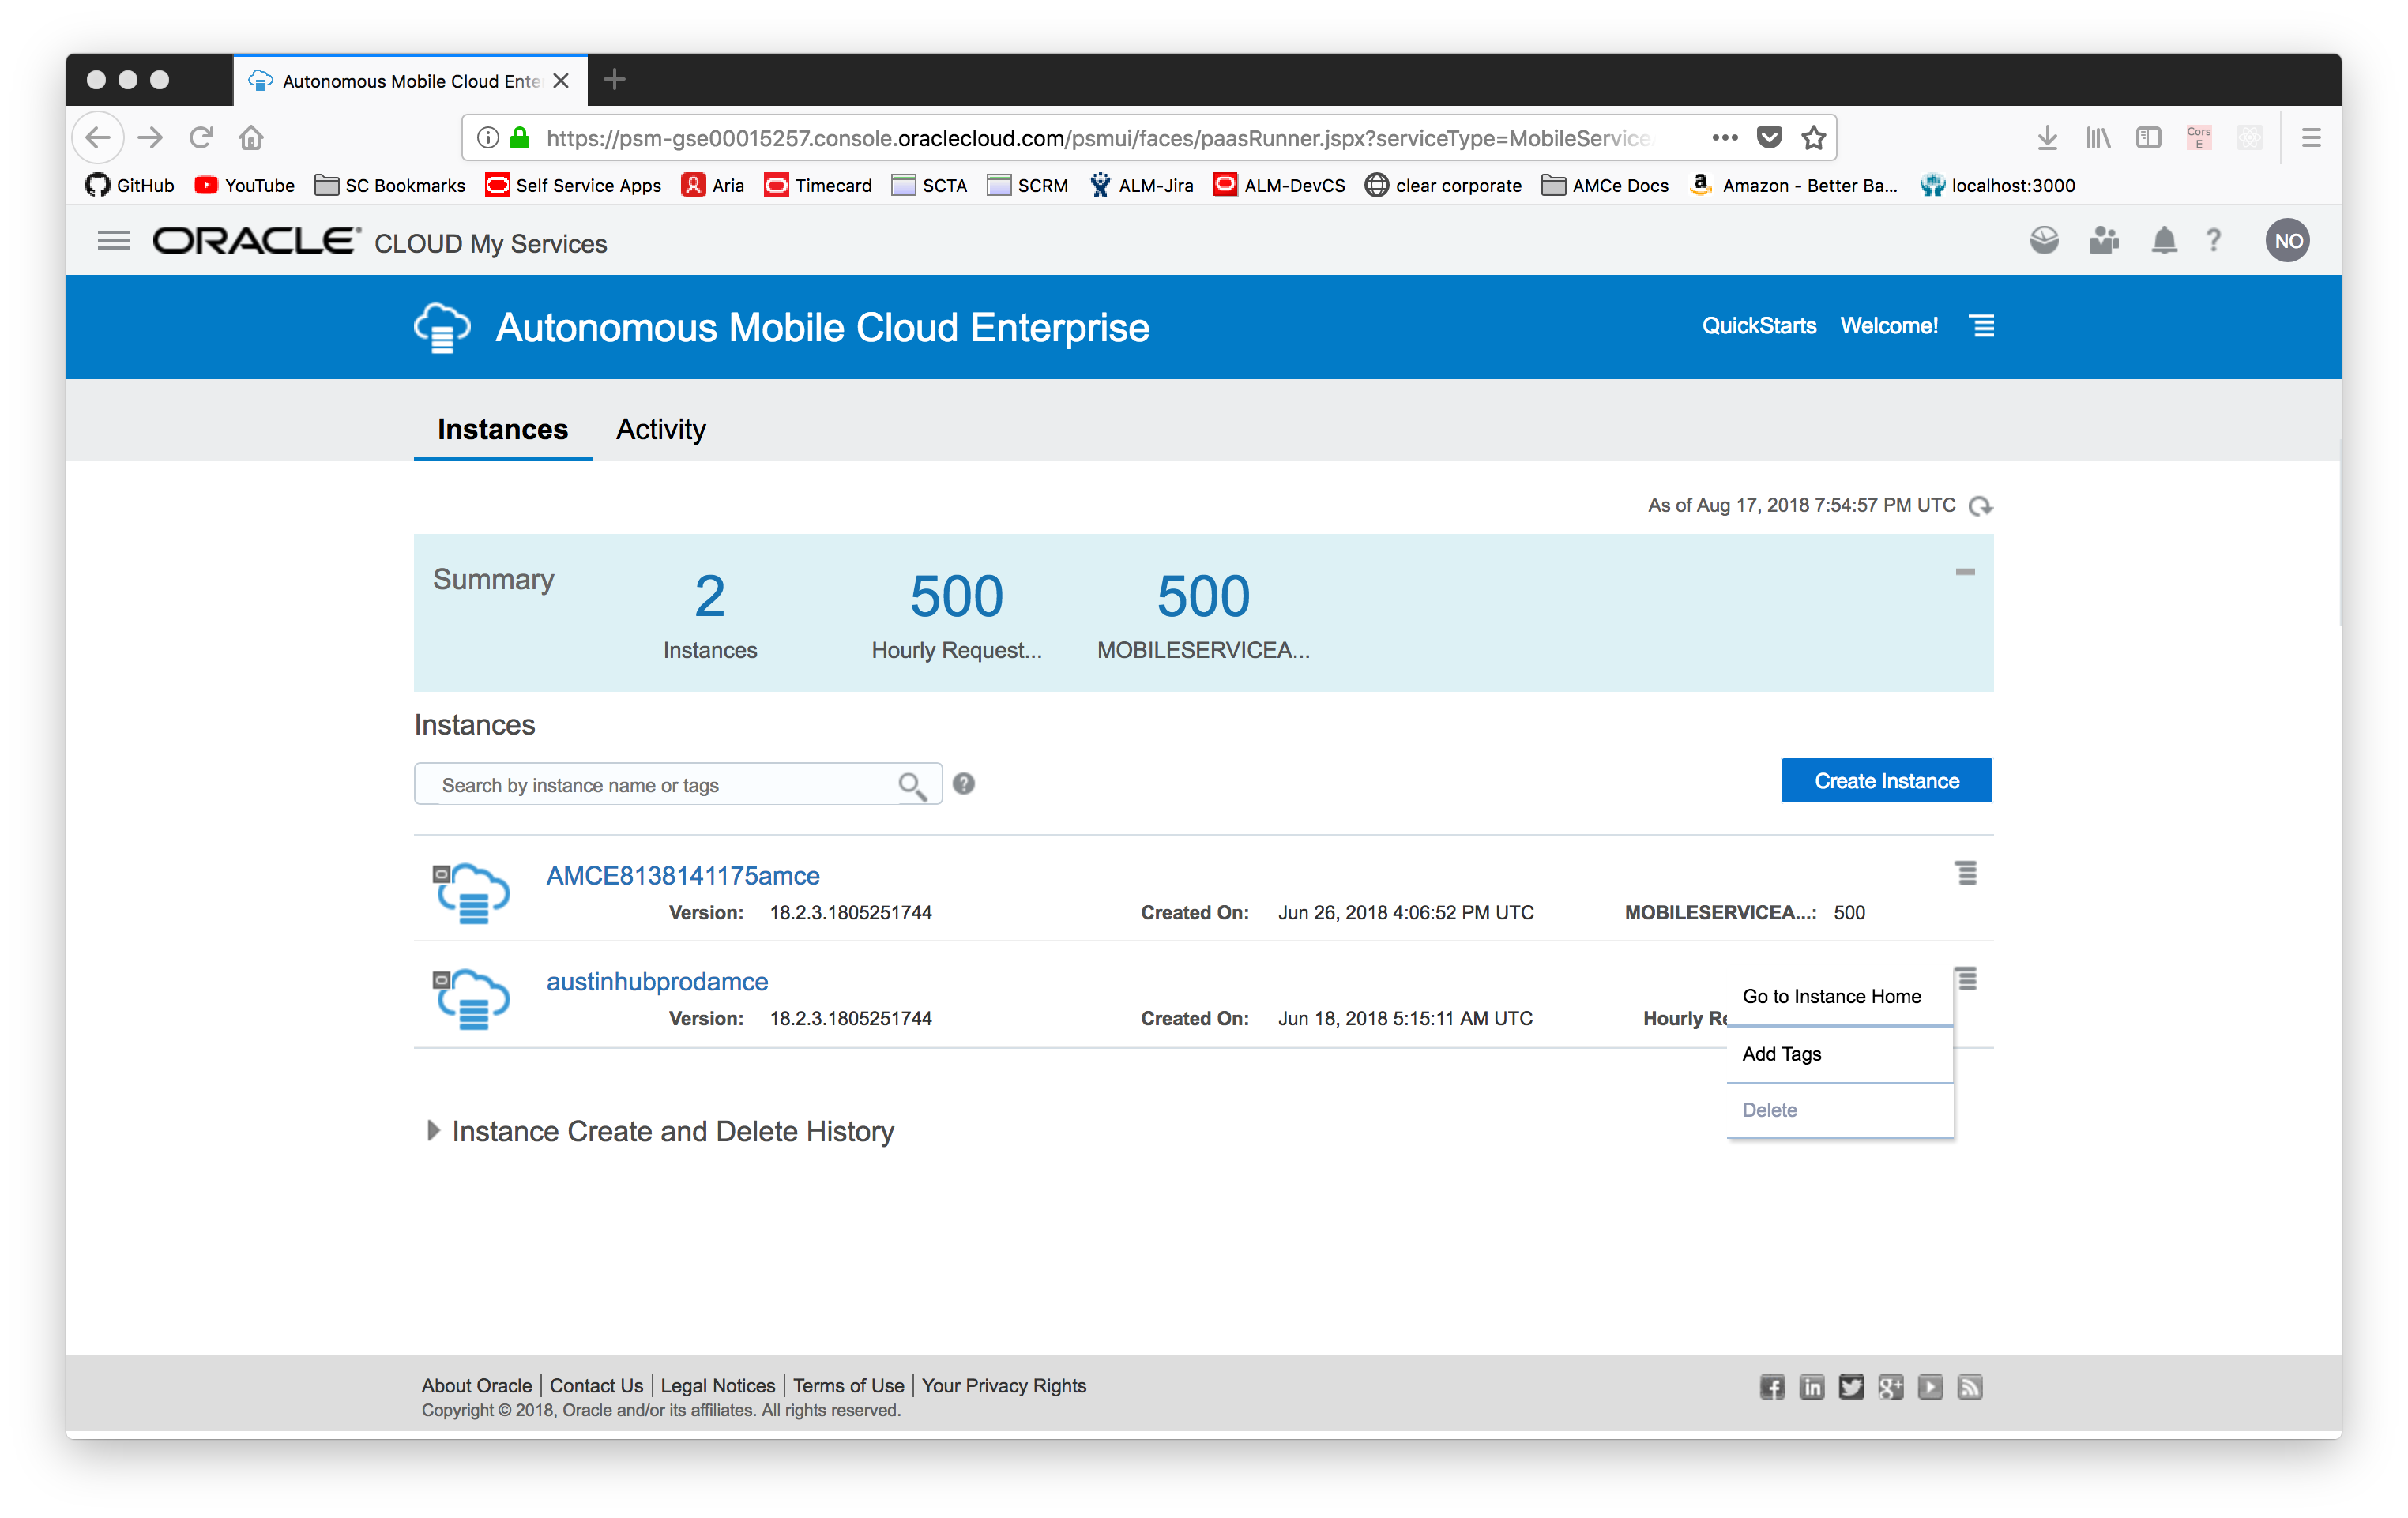 Autonomous Mobile Cloud Ente
https://psm-gse00015257.console.oraclecloud.com/psmui/faces/paasRunner.jspx?serviceType=MobileService
Cors
E
GitHub YouTube SC Bookmarks Self Service Apps Aria Timecard SCTA SCRM ALM-Jira ALM-DevCS clear corporate AMCe Docs Amazon - Better Ba... localhost:3000
ORACLE CLOUD My Services
NO
Autonomous Mobile Cloud Enterprise
QuickStarts Welcome!
Instances Activity
As of Aug 17, 2018 7:54:57 PM UTC
Summary 2 500 500
Instances Hourly Request... MOBILESERVICEA...
Instances
Search by instance name or tags
Create Instance
AMCE8138141175amce
Version: 18.2.3.1805251744 Created On: Jun 26, 2018 4:06:52 PM UTC MOBILESERVICEA...: 500
austinhubprodamce
Version: 18.2.3.1805251744 Created On: Jun 18, 2018 5:15:11 AM UTC Hourly Re
Go to Instance Home
Add Tags
Delete
Instance Create and Delete History
About Oracle | Contact Us | Legal Notices | Terms of Use | Your Privacy Rights
Copyright © 2018, Oracle and/or its affiliates. All rights reserved.